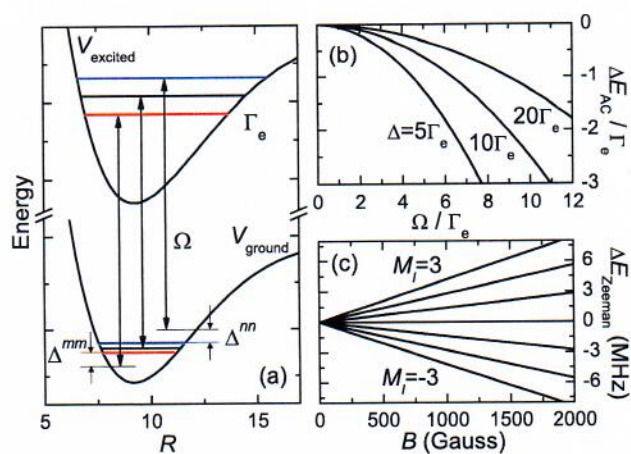 V_excited
Γ_e
Ω
V_ground
Δ^nn
Δ^mm
(a)
Energy
5 10 15
R
(b)
Δ=5Γ_e
10Γ_e
20Γ_e
0
-1
-2
-3
ΔE_AC / Γ_e
0 2 4 6 8 10 12
Ω / Γ_e
(c)
M_I=3
M_I=-3
6
3
0
-3
-6
ΔE_Zeeman (MHz)
0 500 1000 1500 2000
B (Gauss)